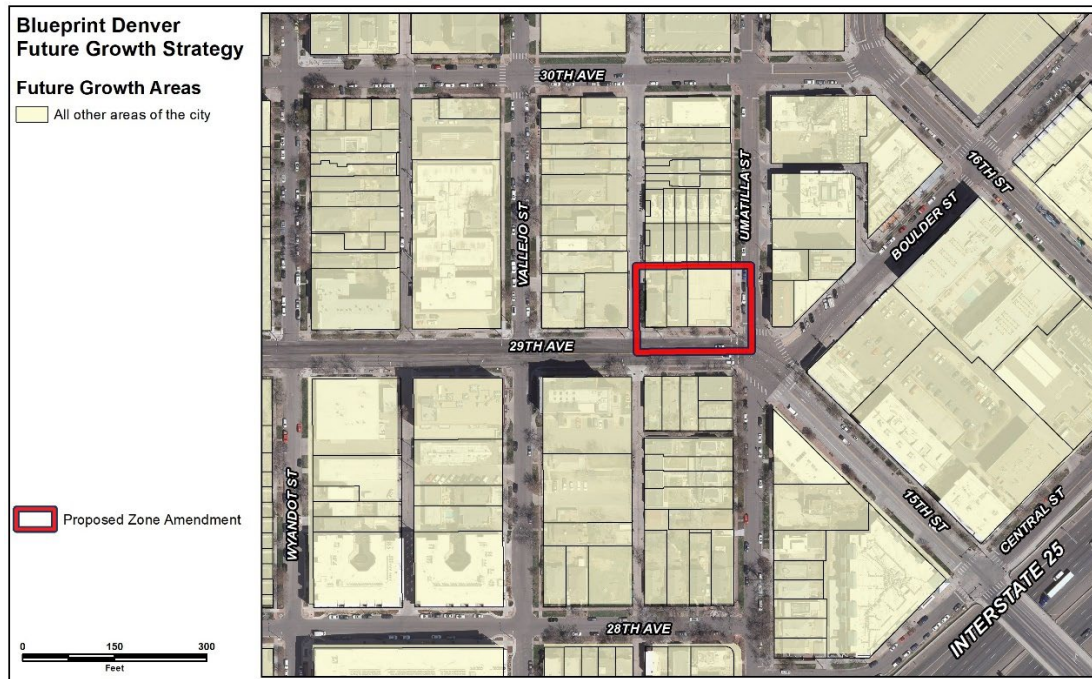 Blueprint Denver
Future Growth Strategy
Future Growth Areas
All other areas of the city
Proposed Zone Amendment
0 150 300
Feet
30TH AVE
16TH ST
UMATILLA ST
BOULDER ST
VALLEJO ST
29TH AVE
WYANDOT ST
15TH ST
CENTRAL ST
INTERSTATE 25
28TH AVE